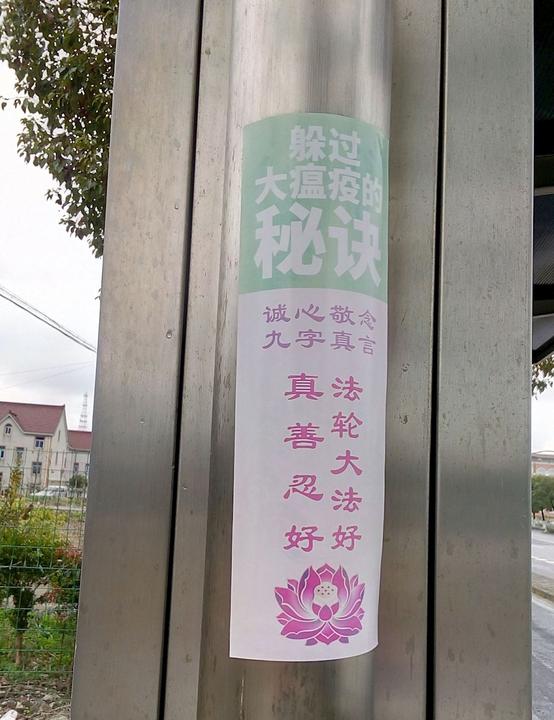 躲过
大瘟疫的
秘诀
诚心敬念
九字真言
法轮大法好
真善忍好